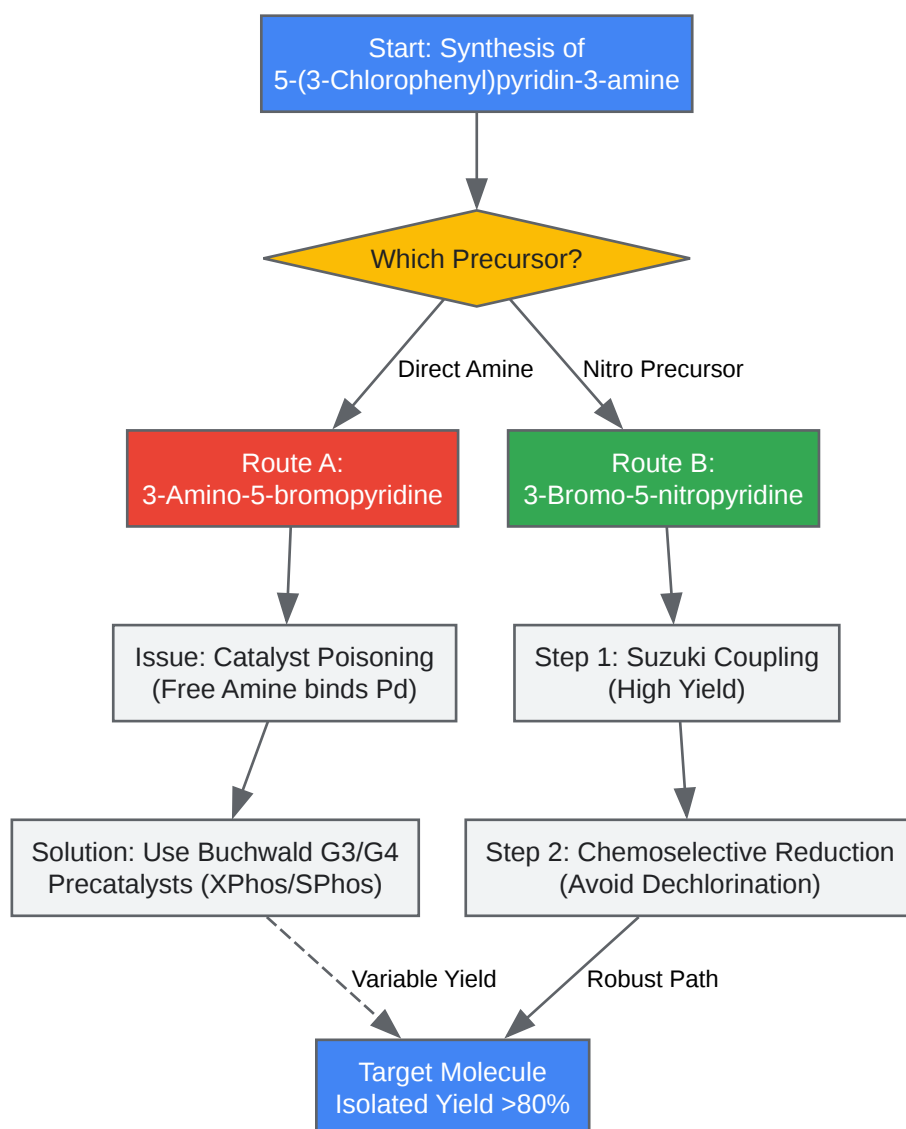 Start: Synthesis of
5-(3-Chlorophenyl)pyridin-3-amine
Which Precursor?
Direct Amine
Nitro Precursor
Route A:
3-Amino-5-bromopyridine
Route B:
3-Bromo-5-nitropyridine
Issue: Catalyst Poisoning
(Free Amine binds Pd)
Step 1: Suzuki Coupling
(High Yield)
Solution: Use Buchwald G3/G4
Precatalysts (XPhos/SPhos)
Step 2: Chemoselective Reduction
(Avoid Dechlorination)
Variable Yield
Robust Path
Target Molecule
Isolated Yield >80%